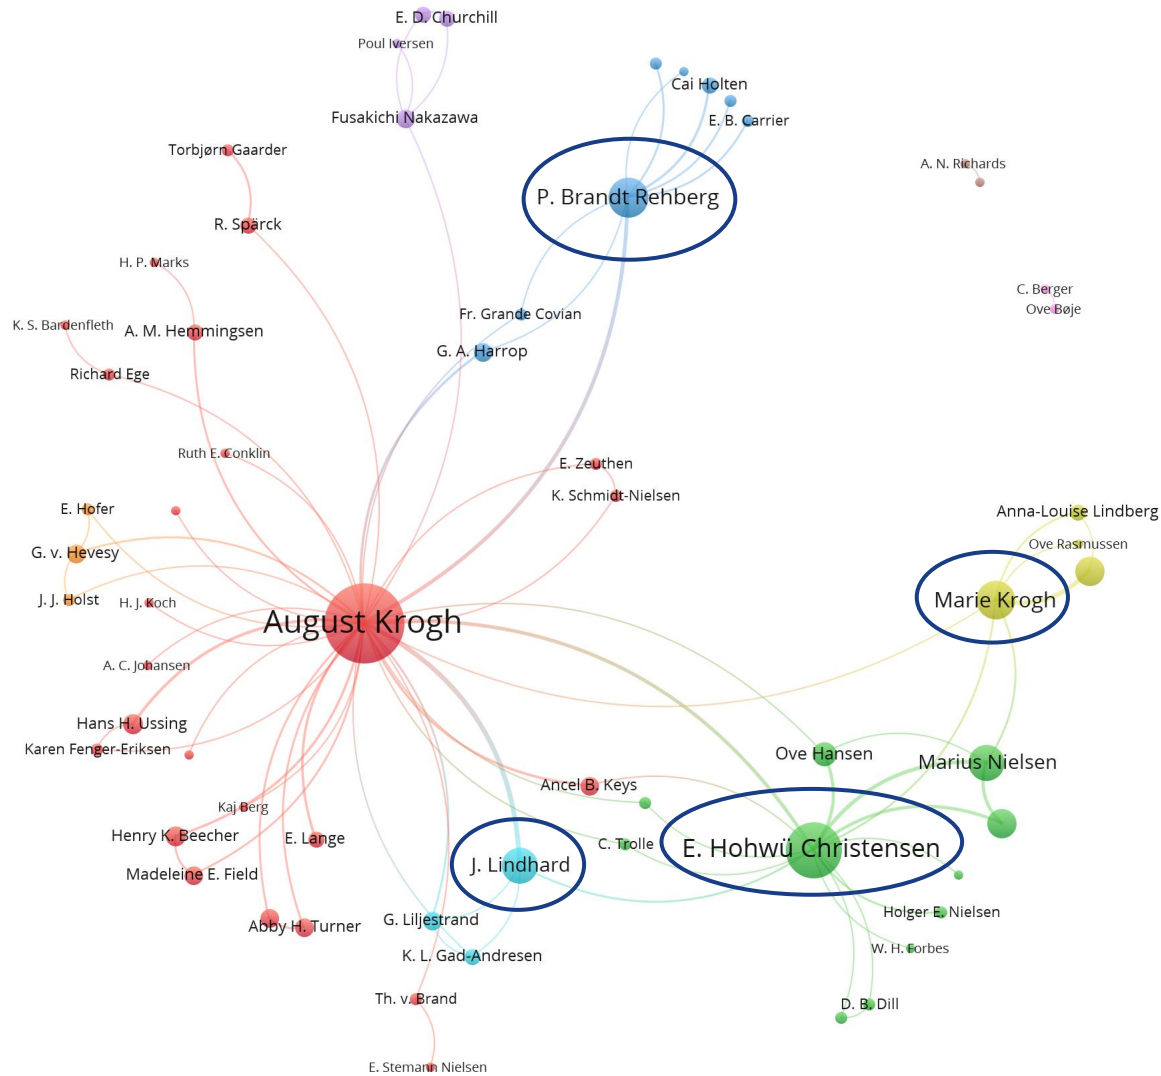 E. D. Churchill
Poul Iversen
Cai Holten
Fusakichi Nakazawa
E. B. Carrier
Torbjørn Gaarder
A. N. Richards
P. Brandt Rehberg
R. Spärck
H. P. Marks
C. Berger
Ove Bøje
Fr. Grande Covian
K. S. Bardenfleth
A. M. Hemmingsen
G. A. Harrop
Richard Ege
Ruth E. Conklin
E. Zeuthen
K. Schmidt-Nielsen
E. Hofer
Anna-Louise Lindberg
Ove Rasmussen
G. v. Hevesy
J. J. Holst
H. J. Koch
Marie Krogh
August Krogh
A. C. Johansen
Hans H. Ussing
Karen Fenger-Eriksen
Ove Hansen
Marius Nielsen
Ancel B. Keys
Kaj Berg
Henry K. Beecher
E. Lange
C. Trolle
E. Hohwü Christensen
J. Lindhard
Madeleine E. Field
Holger E. Nielsen
G. Liljestrand
Abby H. Turner
W. H. Forbes
K. L. Gad-Andresen
Th. v. Brand
D. B. Dill
E. Stemann Nielsen